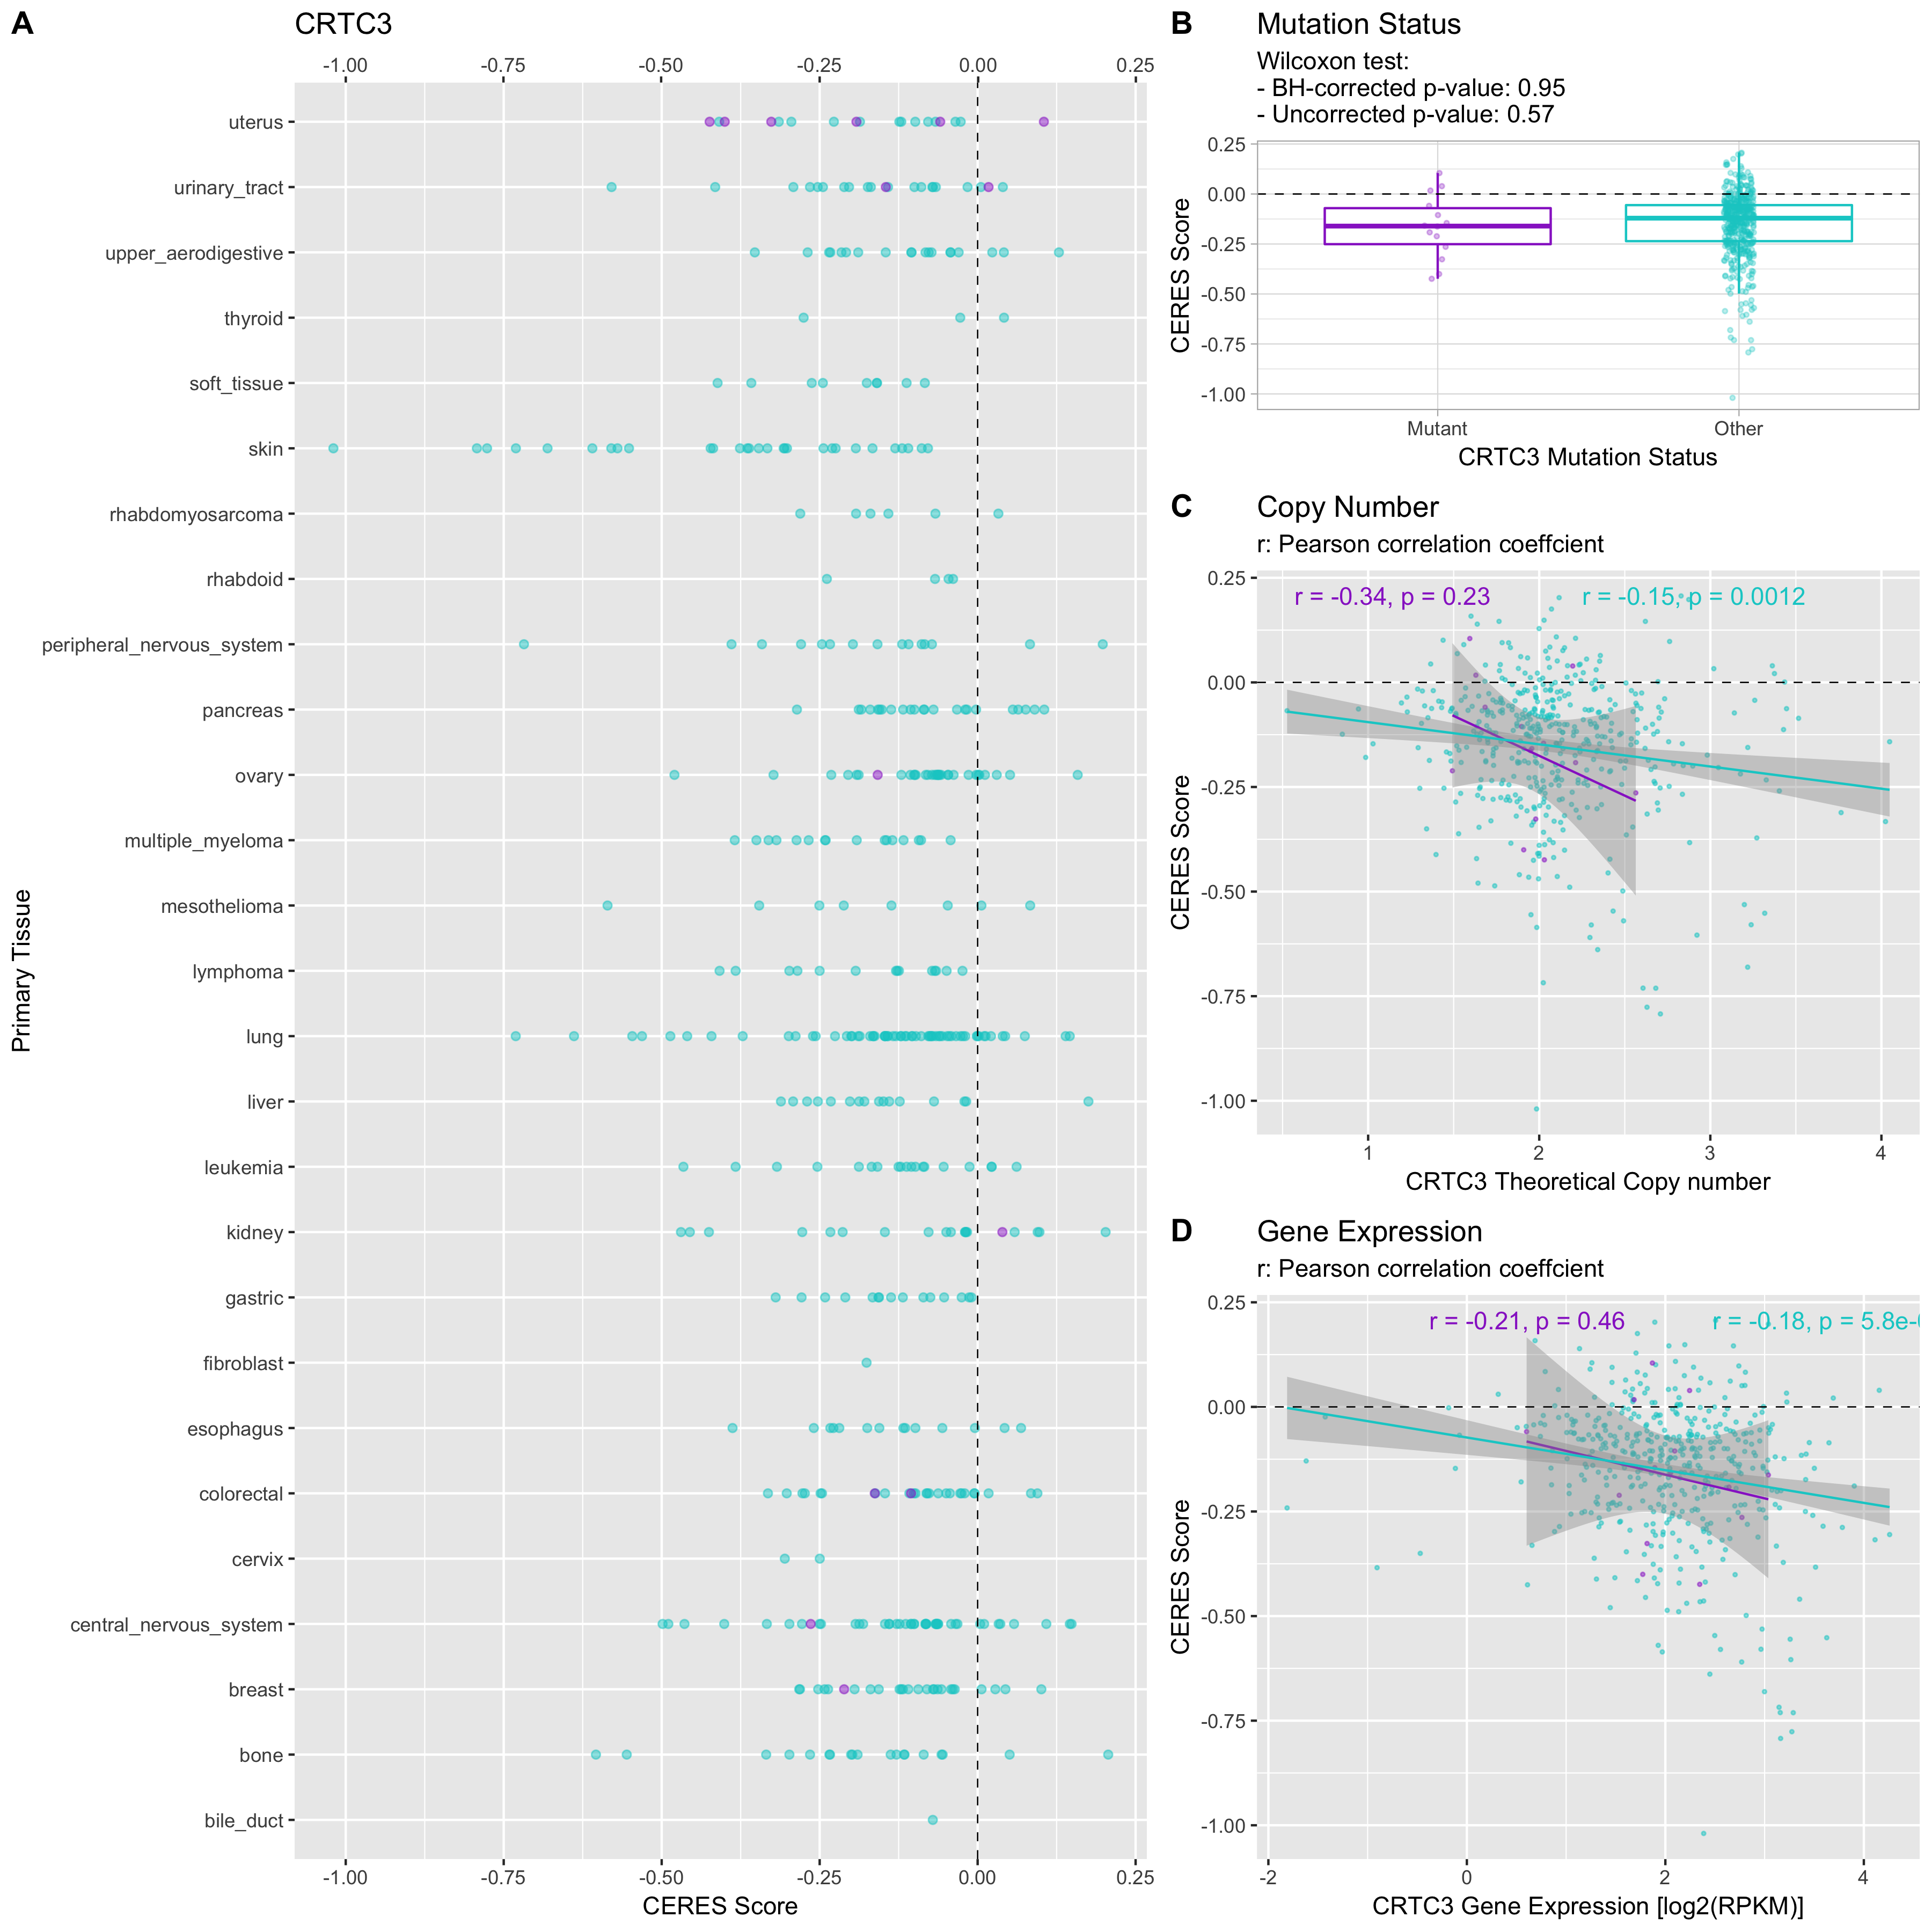 A
CRTC3
-1.00 -0.75 -0.50 -0.25 0.00 0.25
uterus
urinary_tract
upper_aerodigestive
thyroid
soft_tissue
skin
rhabdomyosarcoma
rhabdoid
peripheral_nervous_system
pancreas
ovary
multiple_myeloma
mesothelioma
lymphoma
lung
liver
leukemia
kidney
gastric
fibroblast
esophagus
colorectal
cervix
central_nervous_system
breast
bone
bile_duct
Primary Tissue
-1.00 -0.75 -0.50 -0.25 0.00 0.25
CERES Score
B
Mutation Status
Wilcoxon test:
- BH-corrected p-value: 0.95
- Uncorrected p-value: 0.57
0.25
0.00
-0.25
-0.50
-0.75
-1.00
CERES Score
Mutant Other
CRTC3 Mutation Status
C
Copy Number
r: Pearson correlation coeffcient
r = -0.34, p = 0.23 r = -0.15, p = 0.0012
0.25
0.00
-0.25
-0.50
-0.75
-1.00
CERES Score
1 2 3 4
CRTC3 Theoretical Copy number
D
Gene Expression
r: Pearson correlation coeffcient
r = -0.21, p = 0.46 r = -0.18, p = 5.8e-
0.25
0.00
-0.25
-0.50
-0.75
-1.00
CERES Score
-2 0 2 4
CRTC3 Gene Expression [log2(RPKM)]